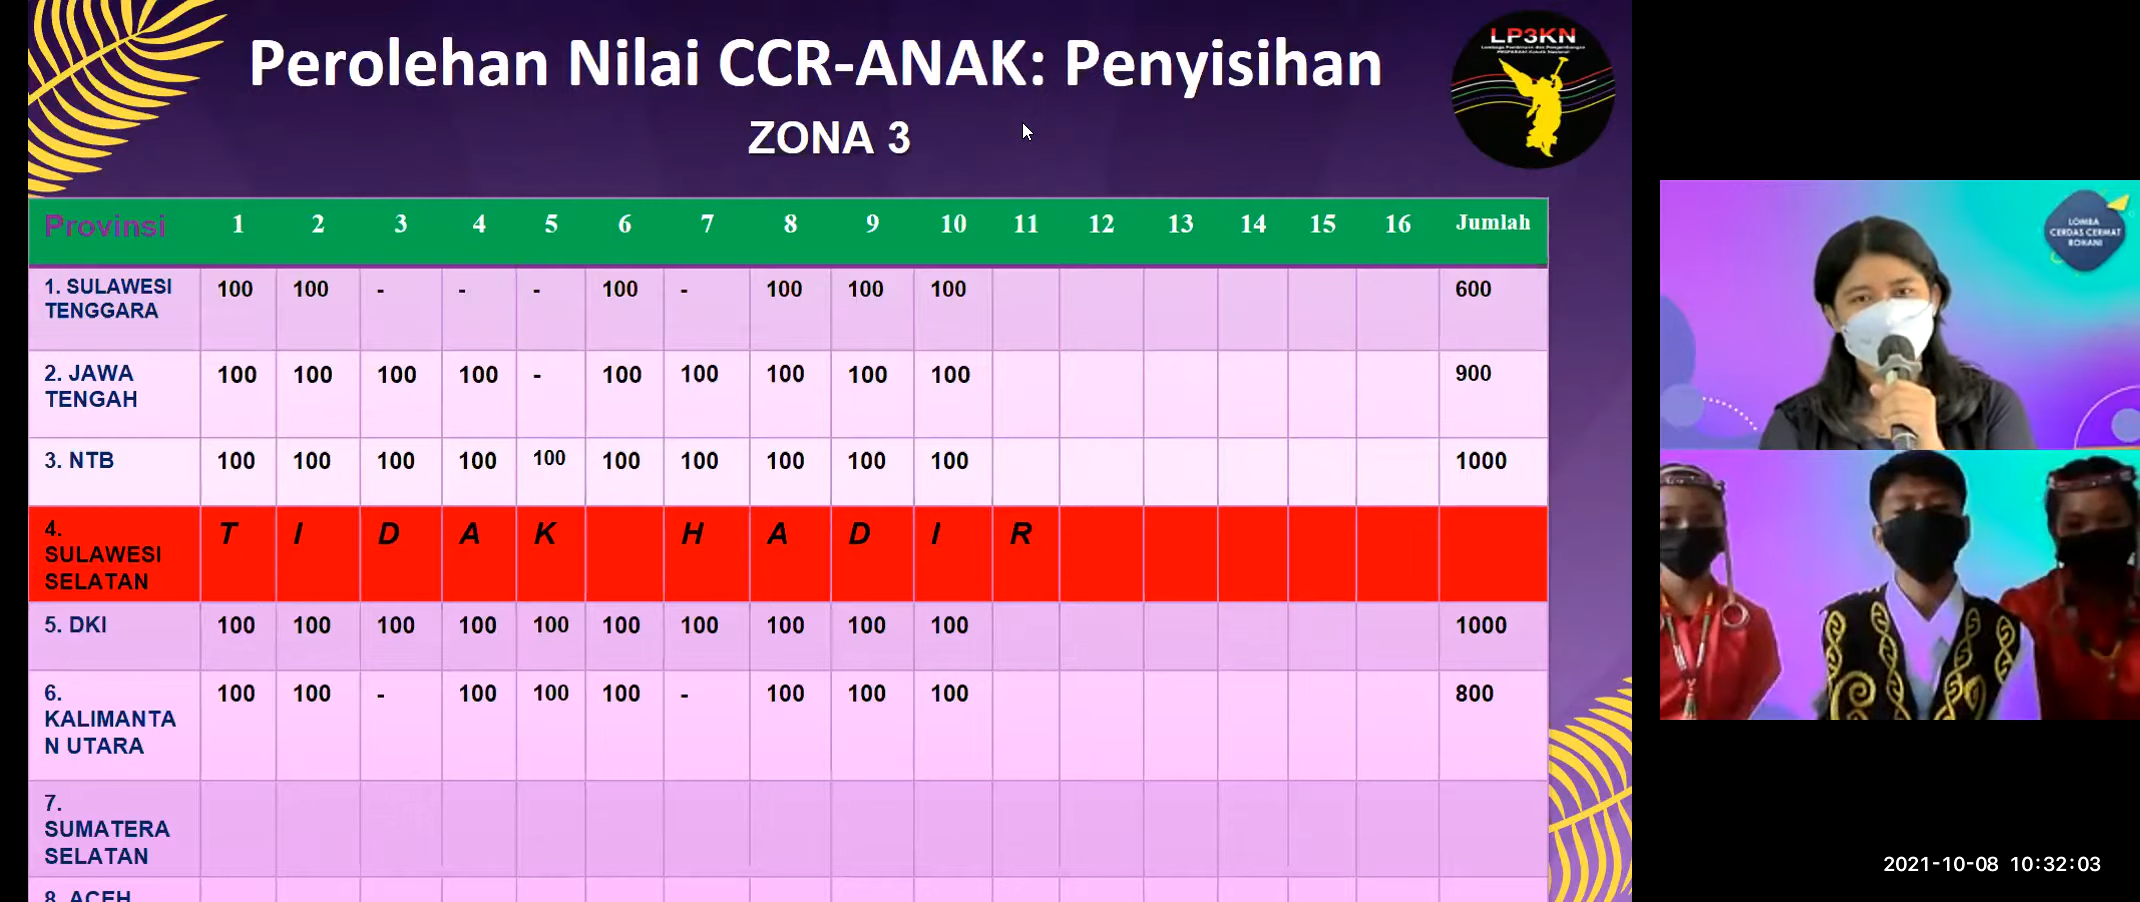 Perolehan Nilai CCR-ANAK: Penyisihan
ZONA 3
LP3KN
Provinsi 1 2 3 4 5 6 7 8 9 10 11 12 13 14 15 16 Jumlah
1. SULAWESI TENGGARA 100 100 - - - 100 - 100 100 100 600
2. JAWA TENGAH 100 100 100 100 - 100 100 100 100 100 900
3. NTB 100 100 100 100 100 100 100 100 100 100 1000
4. SULAWESI SELATAN T I D A K H A D I R
5. DKI 100 100 100 100 100 100 100 100 100 100 1000
6. KALIMANTAN UTARA 100 100 - 100 100 100 - 100 100 100 800
7. SUMATERA SELATAN
8. ACEH
LOMBA
CERDAS CERMAT
ROHANI
2021-10-08 10:32:03